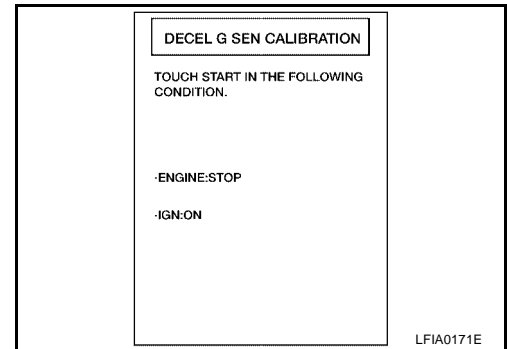 DECEL G SEN CALIBRATION
TOUCH START IN THE FOLLOWING
CONDITION.
·ENGINE:STOP
·IGN:ON
LFIA0171E